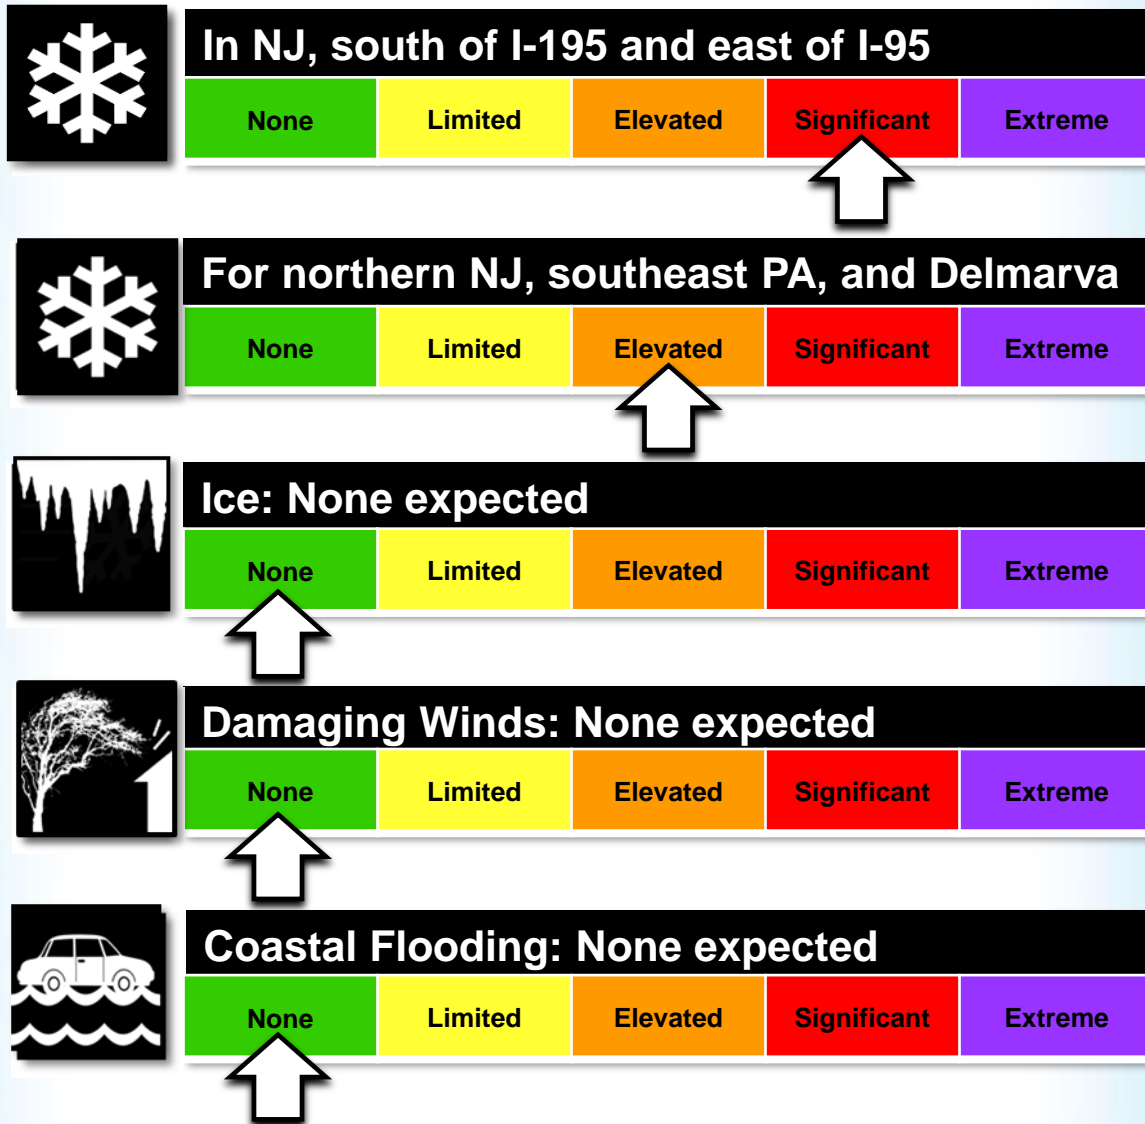 In NJ, south of I-195 and east of I-95
None Limited Elevated Significant Extreme
For northern NJ, southeast PA, and Delmarva
None Limited Elevated Significant Extreme
Ice: None expected
None Limited Elevated Significant Extreme
Damaging Winds: None expected
None Limited Elevated Significant Extreme
Coastal Flooding: None expected
None Limited Elevated Significant Extreme